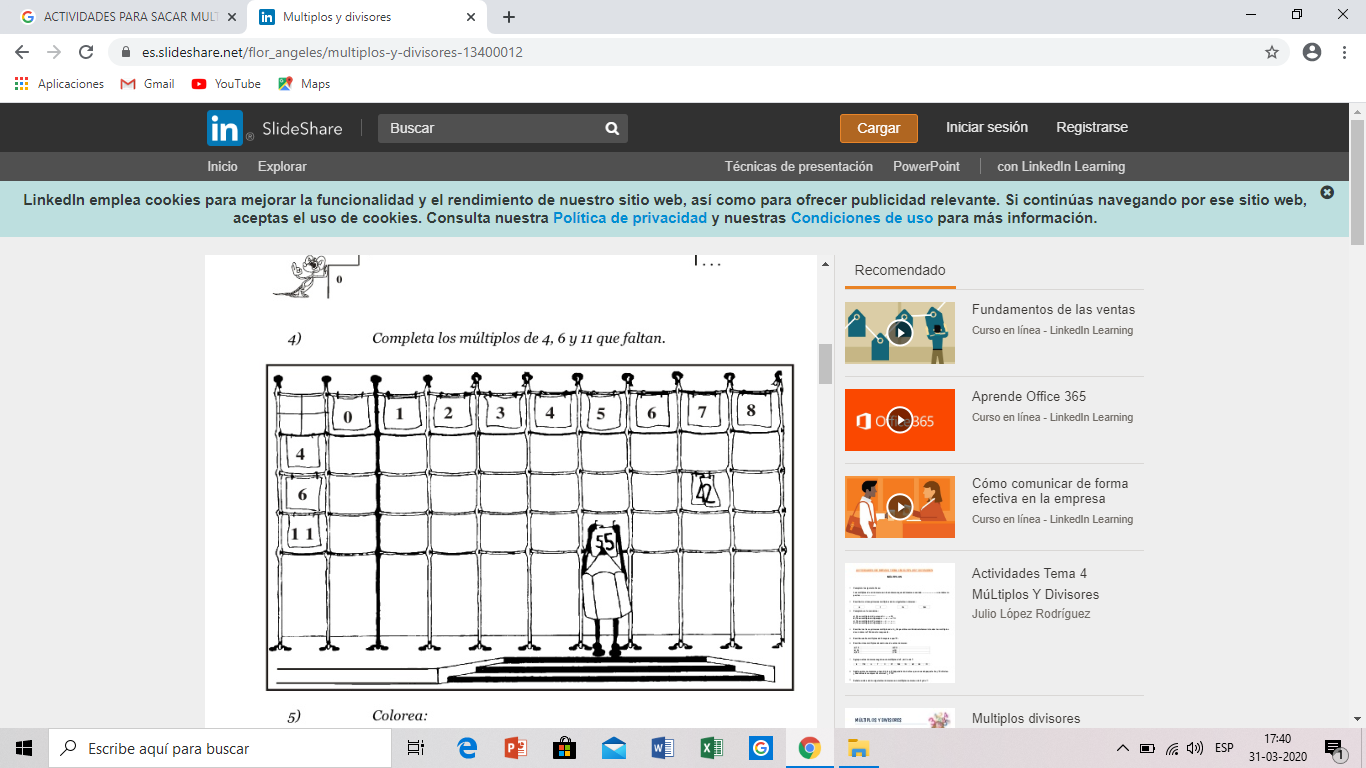 ACTIVIDADES PARA SACAR MULT
Multiplos y divisores
es.slideshare.net/flor_angeles/multiplos-y-divisores-13400012
Aplicaciones Gmail YouTube Maps
in SlideShare Buscar Cargar Iniciar sesión Registrarse
Inicio Explorar Técnicas de presentación PowerPoint con LinkedIn Learning
LinkedIn emplea cookies para mejorar la funcionalidad y el rendimiento de nuestro sitio web, así como para ofrecer publicidad relevante. Si continúas navegando por ese sitio web,
aceptas el uso de cookies. Consulta nuestra Política de privacidad y nuestras Condiciones de uso para más información.
0 ...
4) Completa los múltiplos de 4, 6 y 11 que faltan.
0 1 2 3 4 5 6 7 8
4
6 42
11 55
5) Colorea:
Recomendado
Fundamentos de las ventas
Curso en línea - LinkedIn Learning
Office 365
Aprende Office 365
Curso en línea - LinkedIn Learning
Cómo comunicar de forma
efectiva en la empresa
Curso en línea - LinkedIn Learning
Actividades Tema 4
MúLtiplos Y Divisores
Julio López Rodríguez
MÚLTIPLOS Y DIVISORES
Multiplos divisores
Escribe aquí para buscar
ESP
17:40
31-03-2020
1